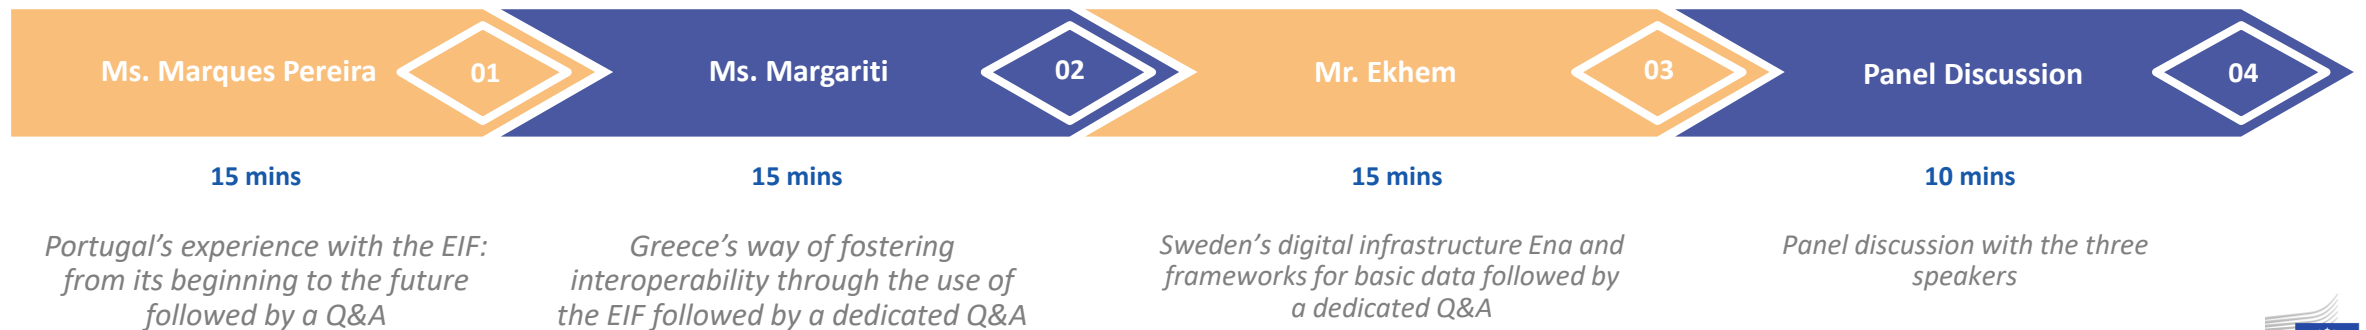 Ms. Marques Pereira
01
Ms. Margariti
02
Mr. Ekhem
03
Panel Discussion
04
15 mins
15 mins
15 mins
10 mins
Portugal’s experience with the EIF:
from its beginning to the future
followed by a Q&A
Greece’s way of fostering
interoperability through the use of
the EIF followed by a dedicated Q&A
Sweden’s digital infrastructure Ena and
frameworks for basic data followed by
a dedicated Q&A
Panel discussion with the three
speakers